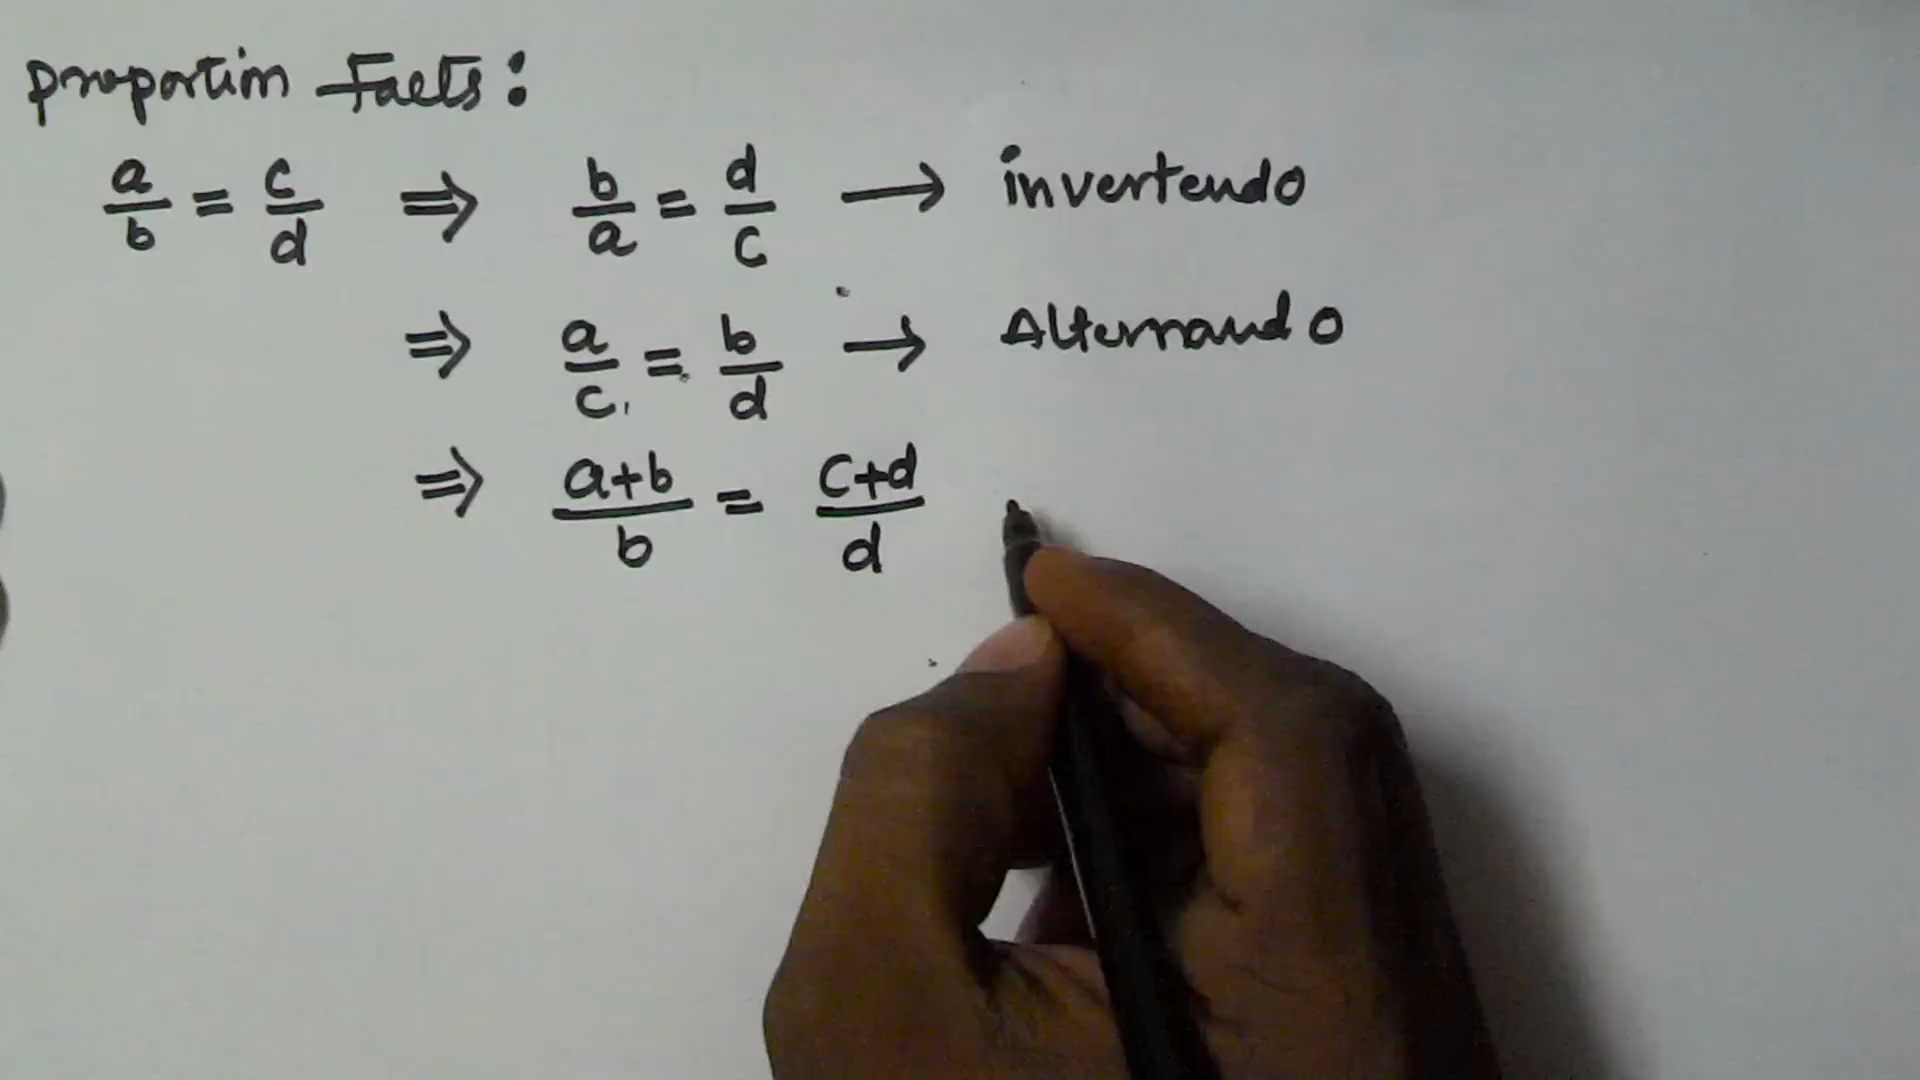 proportion Facts:
a/b = c/d ⇒ b/a = d/c → invertendo
⇒ a/c = b/d → Alternando
⇒ a+b/b = c+d/d